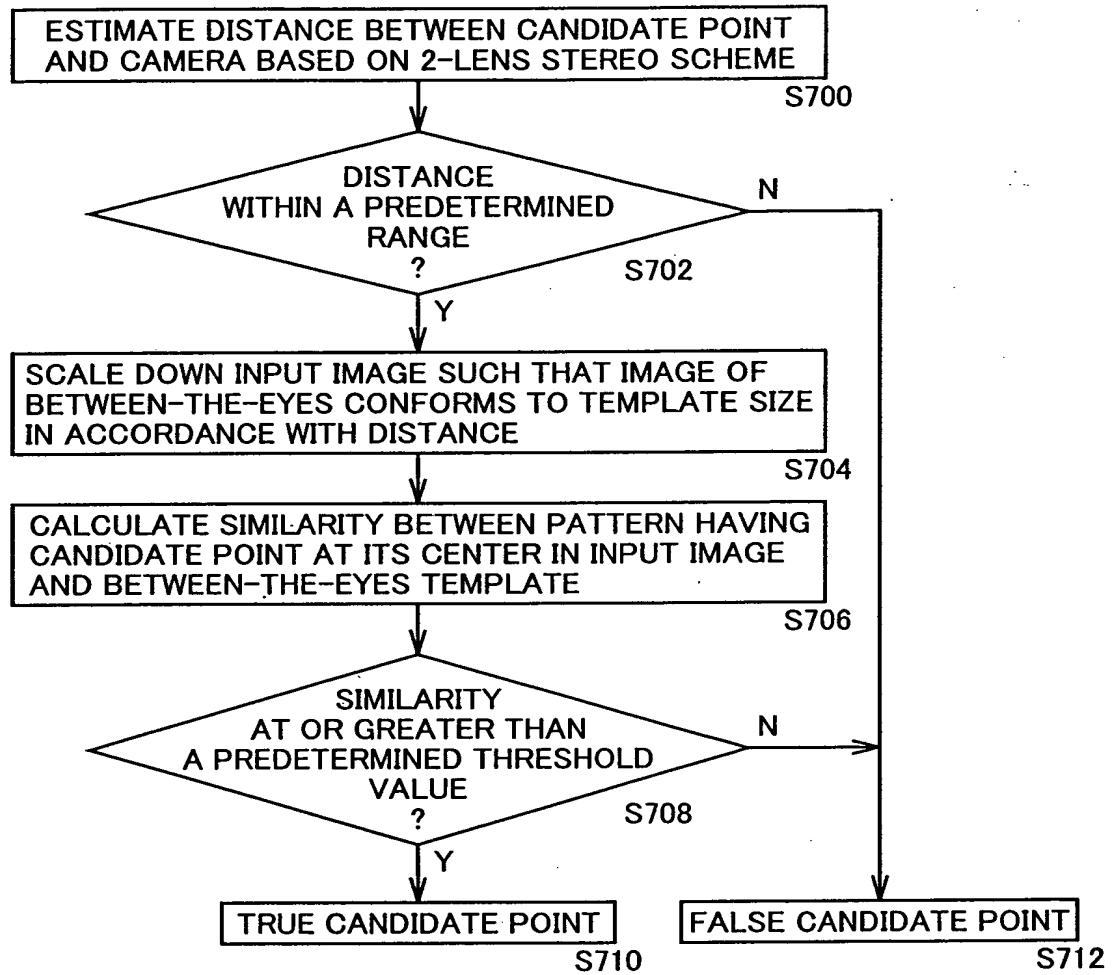 ESTIMATE DISTANCE BETWEEN CANDIDATE POINT
AND CAMERA BASED ON 2-LENS STEREO SCHEME
S700
DISTANCE
WITHIN A PREDETERMINED
RANGE
?
S702
N
Y
SCALE DOWN INPUT IMAGE SUCH THAT IMAGE OF
BETWEEN-THE-EYES CONFORMS TO TEMPLATE SIZE
IN ACCORDANCE WITH DISTANCE
S704
CALCULATE SIMILARITY BETWEEN PATTERN HAVING
CANDIDATE POINT AT ITS CENTER IN INPUT IMAGE
AND BETWEEN-THE-EYES TEMPLATE
S706
SIMILARITY
AT OR GREATER THAN
A PREDETERMINED THRESHOLD
VALUE
?
S708
N
Y
TRUE CANDIDATE POINT
S710
FALSE CANDIDATE POINT
S712